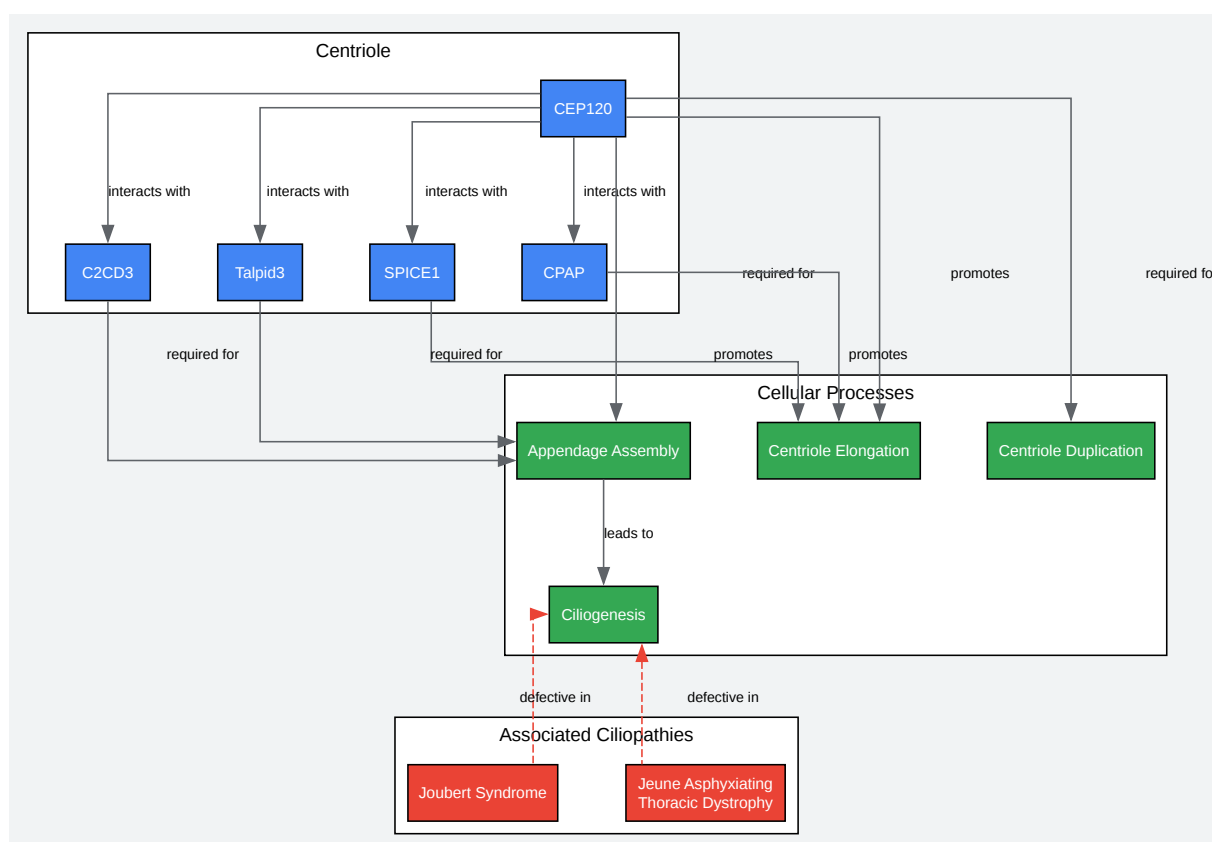 Centriole
CEP120
interacts with
interacts with
interacts with
interacts with
C2CD3
Talpid3
SPICE1
CPAP
required for
promotes
required fo
required for
required for
promotes
promotes
Cellular Processes
Appendage Assembly
Centriole Elongation
Centriole Duplication
leads to
Ciliogenesis
defective in
defective in
Associated Ciliopathies
Joubert Syndrome
Jeune Asphyxiating
Thoracic Dystrophy